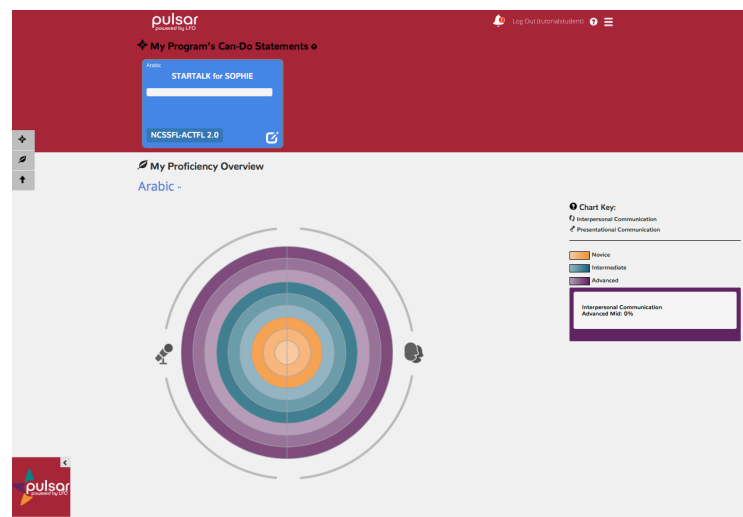 pulsar
powered by LFO
Log Out (tutorialstudent)
My Program's Can-Do Statements
Arabic
STARTALK for SOPHIE
NCSSFL-ACTFL 2.0
My Proficiency Overview
Arabic -
Chart Key:
Interpersonal Communication
Presentational Communication
Novice
Intermediate
Advanced
Interpersonal Communication
Advanced Mid: 0%
pulsar
powered by LFO